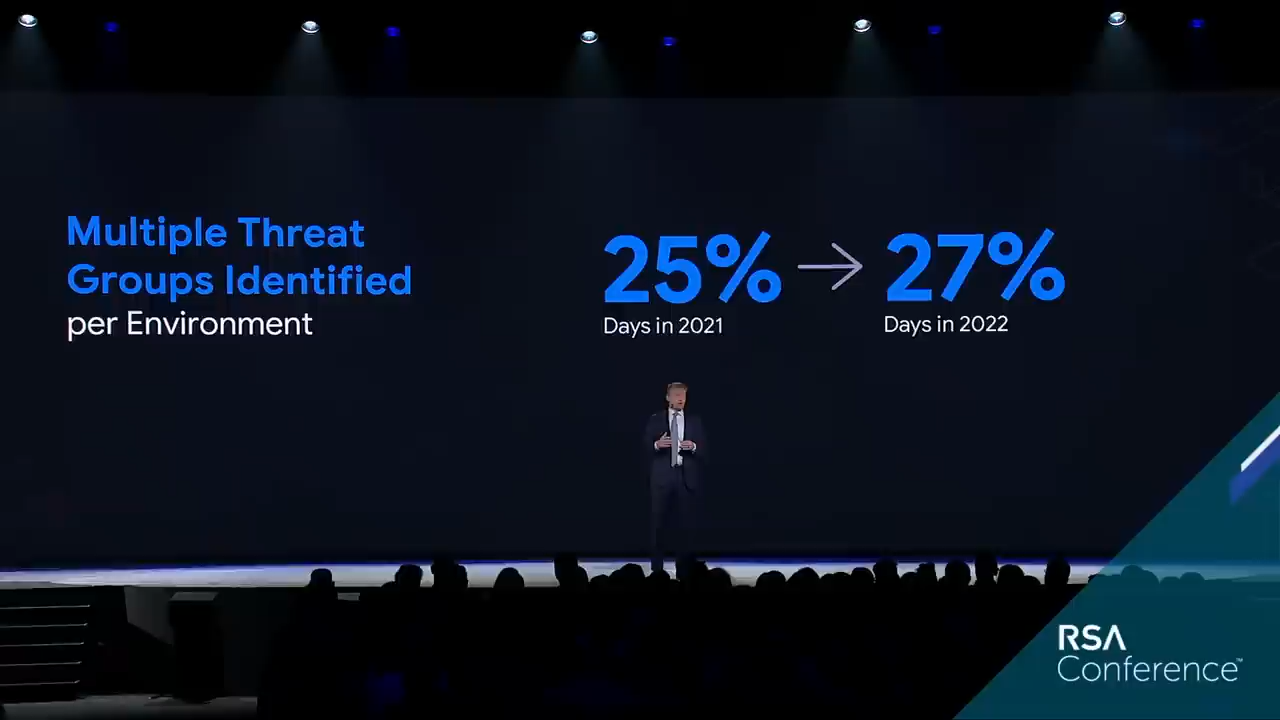 Multiple Threat
Groups Identified
per Environment
25% → 27%
Days in 2021
Days in 2022
RSA
Conference™